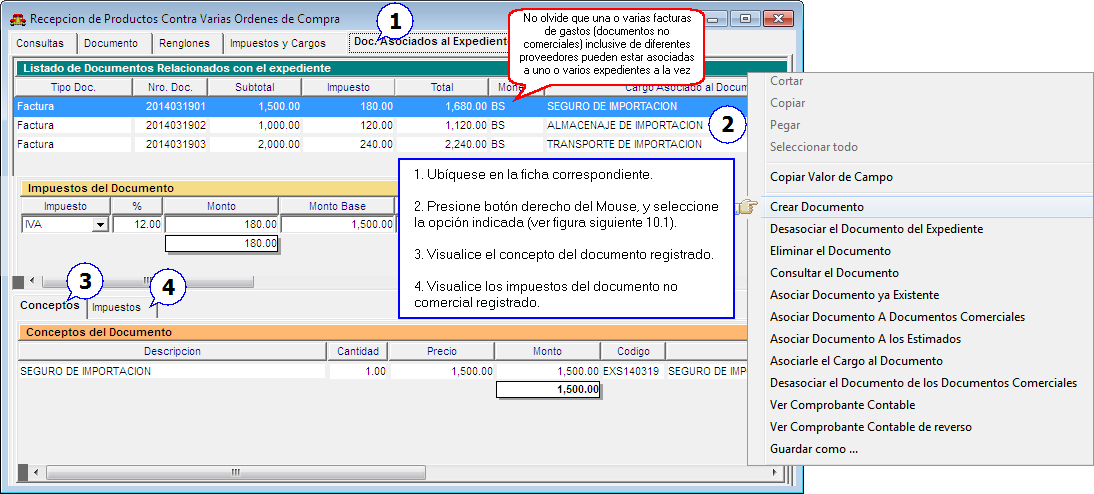 Recepcion de Productos Contra Varias Ordenes de Compra
1
No olvide que una o varias facturas
de gastos (documentos no
comerciales) inclusive de diferentes
proveedores pueden estar asociadas
a uno o varios expedientes a la vez
Consultas Documento Renglones Impuestos y Cargos Doc. Asociados al Expediente
Listado de Documentos Relacionados con el expediente
Tipo Doc. Nro. Doc. Subtotal Impuesto Total Mone Cargo Asociado al Docum
Factura 2014031901 1,500.00 180.00 1,680.00 BS SEGURO DE IMPORTACION
Factura 2014031902 1,000.00 120.00 1,120.00 BS ALMACENAJE DE IMPORTACION
Factura 2014031903 2,000.00 240.00 2,240.00 BS TRANSPORTE DE IMPORTACION
2
Impuestos del Documento
Impuesto % Monto Monto Base
IVA 12.00 180.00 1,500.00
180.00
1. Ubíquese en la ficha correspondiente.
2. Presione botón derecho del Mouse, y seleccione
la opción indicada (ver figura siguiente 10.1).
3. Visualice el concepto del documento registrado.
4. Visualice los impuestos del documento no
comercial registrado.
3
4
Conceptos Impuestos
Conceptos del Documento
Descripcion Cantidad Precio Monto Codigo
SEGURO DE IMPORTACION 1.00 1,500.00 1,500.00 EXS140319 SEGURO DE IMP
1,500.00
Cortar
Copiar
Pegar
Seleccionar todo
Copiar Valor de Campo
Crear Documento
Desasociar el Documento del Expediente
Eliminar el Documento
Consultar el Documento
Asociar Documento ya Existente
Asociar Documento A Documentos Comerciales
Asociar Documento A los Estimados
Asociarle el Cargo al Documento
Desasociar el Documento de los Documentos Comerciales
Ver Comprobante Contable
Ver Comprobante Contable de reverso
Guardar como ...